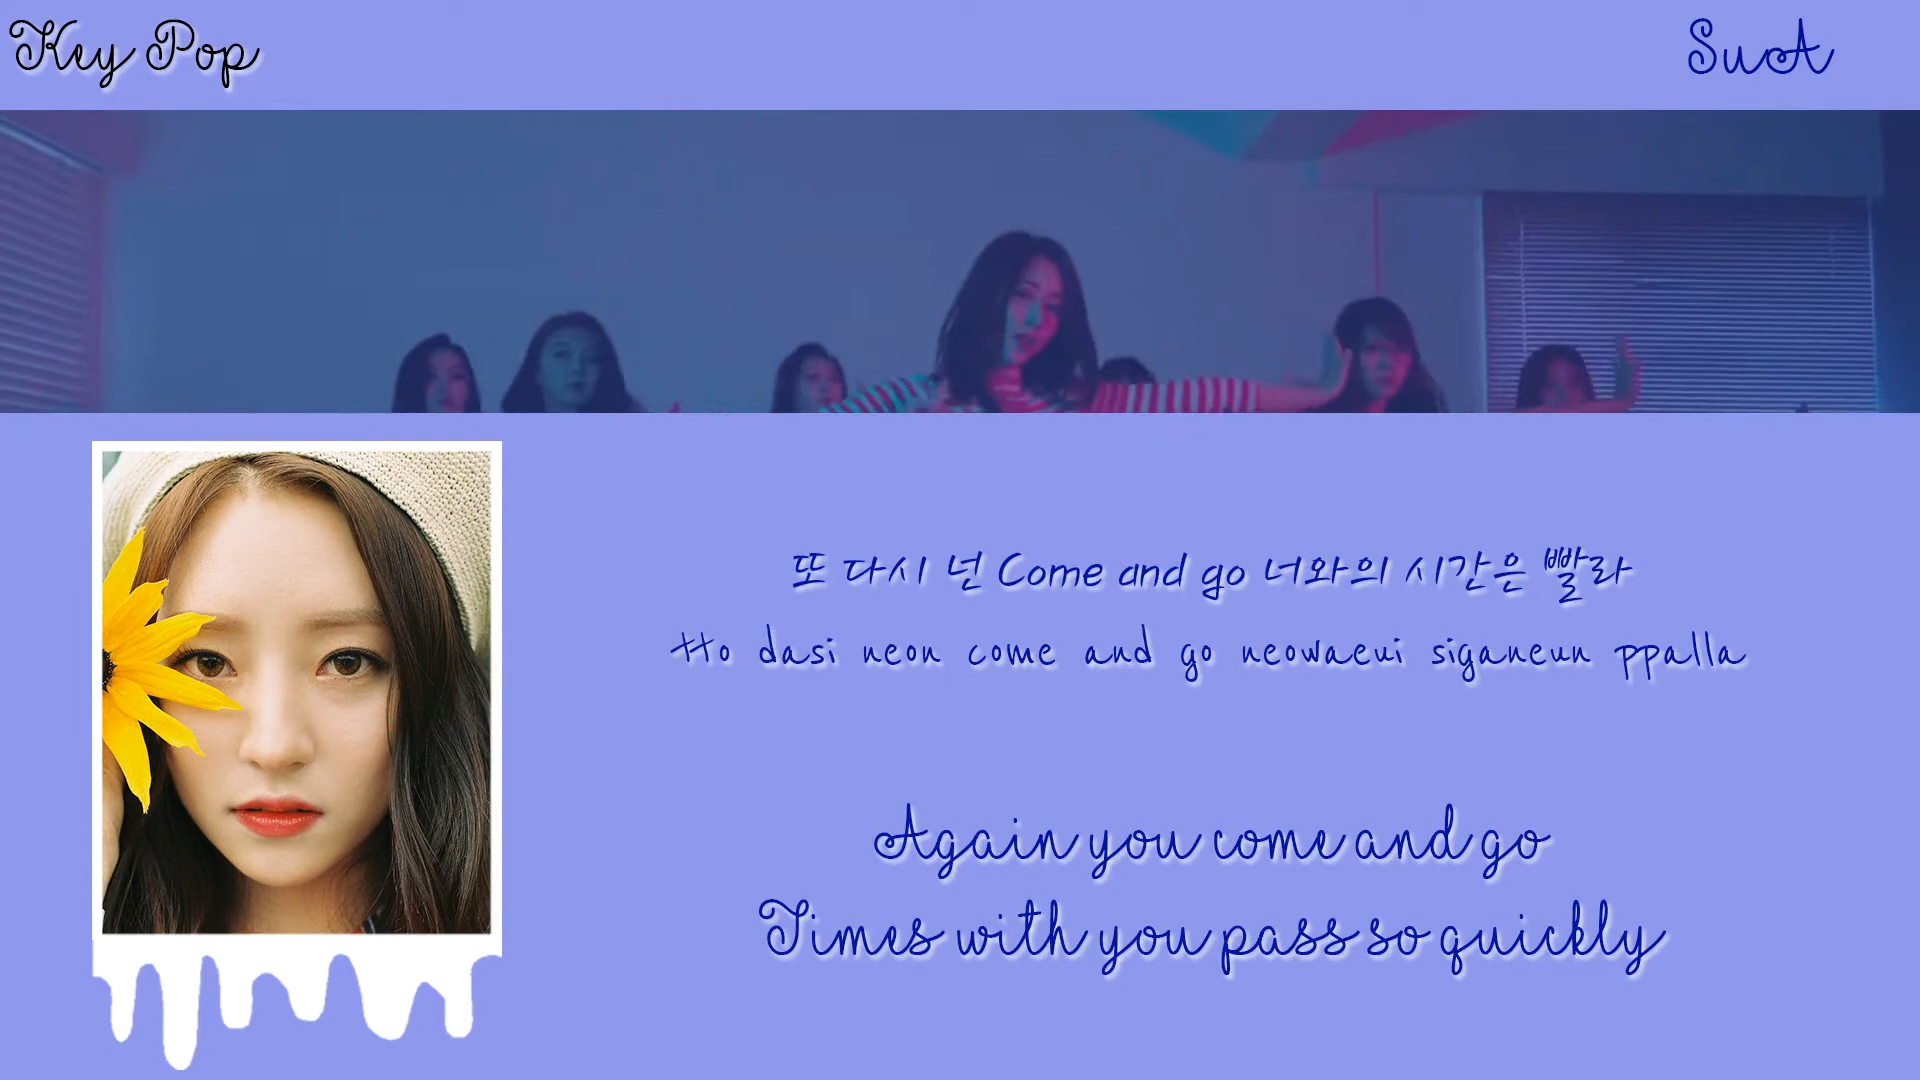 Key Pop
SuA
또 다시 넌 Come and go 너와의 시간은 빨라
tto dasi neon come and go neowaeui siganeun ppalla
Again you come and go
Times with you pass so quickly